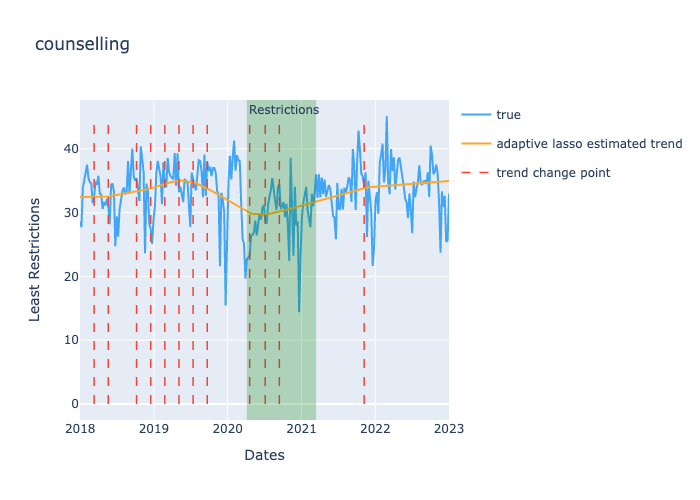 counselling
Restrictions
true
adaptive lasso estimated trend
trend change point
Least Restrictions
40
30
20
10
0
2018 2019 2020 2021 2022 2023
Dates